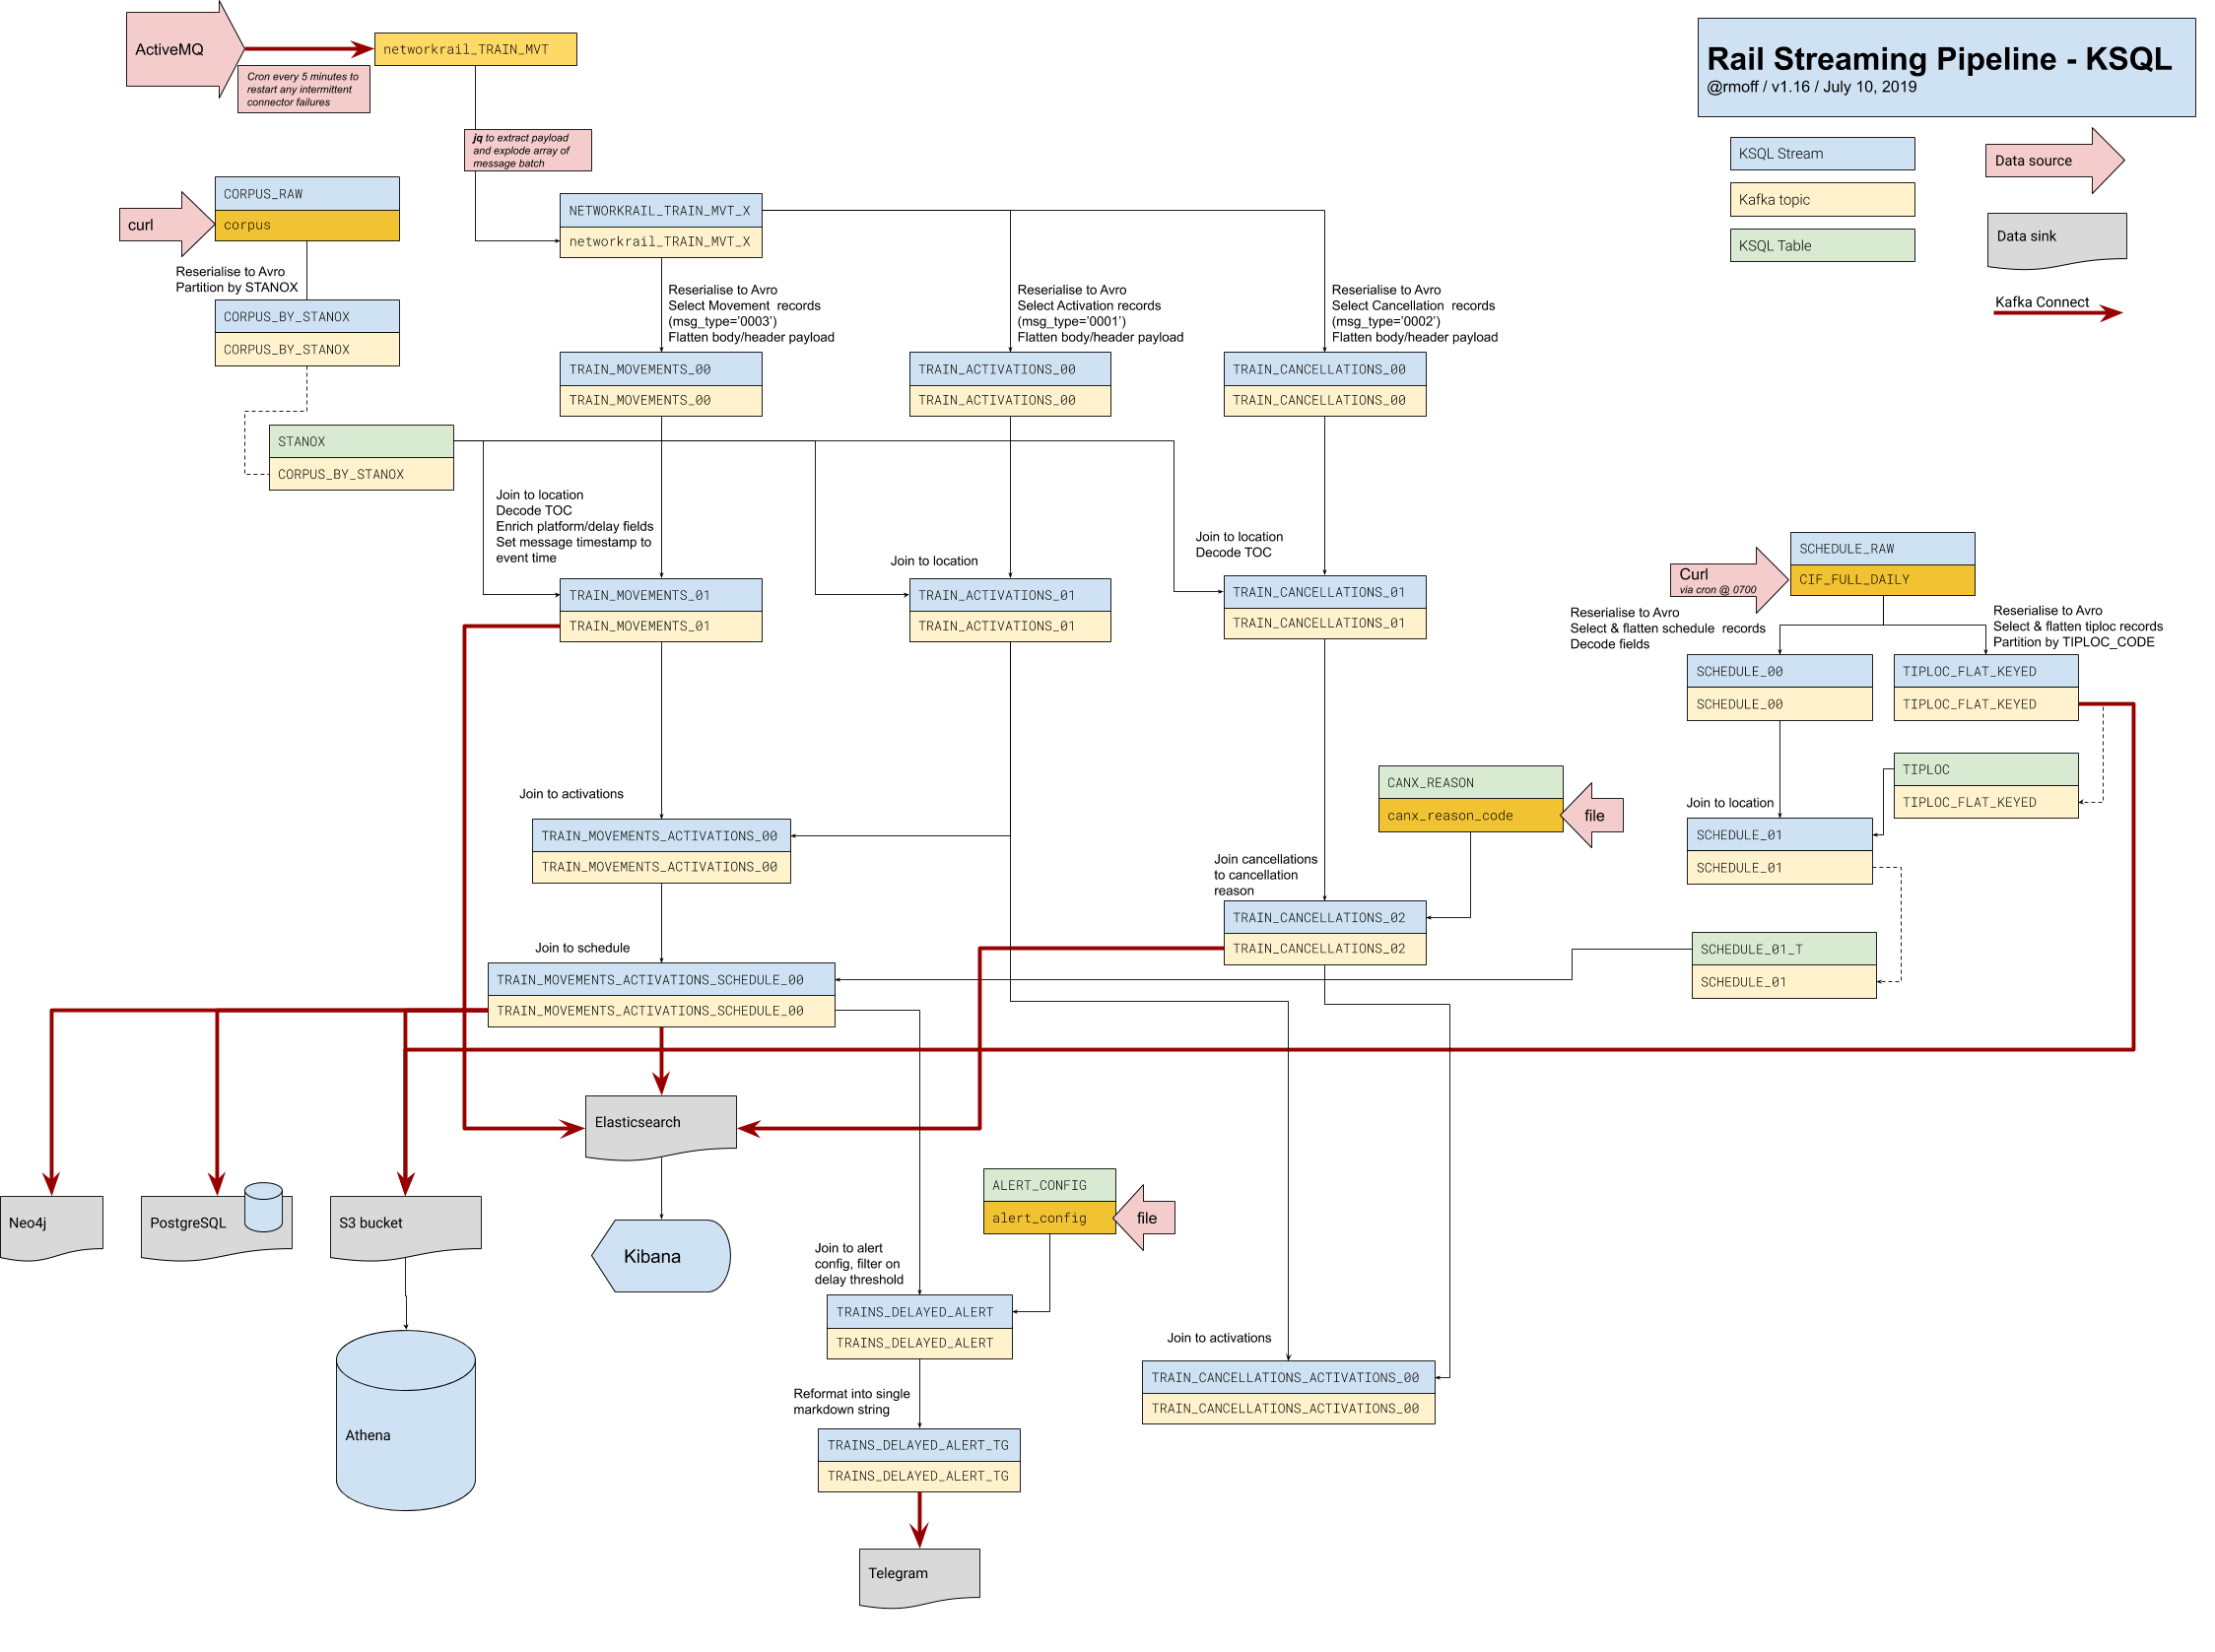 ActiveMQ
networkrail_TRAIN_MVT
Cron every 5 minutes to
restart any intermittent
connector failures
jq to extract payload
and explode array of
message batch
Rail Streaming Pipeline - KSQL
@rmoff / v1.16 / July 10, 2019
KSQL Stream
Kafka topic
KSQL Table
Data source
Data sink
Kafka Connect
curl
CORPUS_RAW
corpus
Reserialise to Avro
Partition by STANOX
CORPUS_BY_STANOX
CORPUS_BY_STANOX
NETWORKRAIL_TRAIN_MVT_X
networkrail_TRAIN_MVT_X
Reserialise to Avro
Select Movement  records
(msg_type='0003')
Flatten body/header payload
Reserialise to Avro
Select Activation records
(msg_type='0001')
Flatten body/header payload
Reserialise to Avro
Select Cancellation  records
(msg_type='0002')
Flatten body/header payload
TRAIN_MOVEMENTS_00
TRAIN_MOVEMENTS_00
TRAIN_ACTIVATIONS_00
TRAIN_ACTIVATIONS_00
TRAIN_CANCELLATIONS_00
TRAIN_CANCELLATIONS_00
STANOX
CORPUS_BY_STANOX
Join to location
Decode TOC
Enrich platform/delay fields
Set message timestamp to
event time
Join to location
Join to location
Decode TOC
TRAIN_MOVEMENTS_01
TRAIN_MOVEMENTS_01
TRAIN_ACTIVATIONS_01
TRAIN_ACTIVATIONS_01
TRAIN_CANCELLATIONS_01
TRAIN_CANCELLATIONS_01
Curl
via cron @ 0700
SCHEDULE_RAW
CIF_FULL_DAILY
Reserialise to Avro
Select & flatten schedule  records
Decode fields
Reserialise to Avro
Select & flatten tiploc records
Partition by TIPLOC_CODE
SCHEDULE_00
SCHEDULE_00
TIPLOC_FLAT_KEYED
TIPLOC_FLAT_KEYED
TIPLOC
TIPLOC_FLAT_KEYED
Join to location
SCHEDULE_01
SCHEDULE_01
SCHEDULE_01_T
SCHEDULE_01
CANX_REASON
canx_reason_code
file
Join to activations
TRAIN_MOVEMENTS_ACTIVATIONS_00
TRAIN_MOVEMENTS_ACTIVATIONS_00
Join cancellations
to cancellation
reason
TRAIN_CANCELLATIONS_02
TRAIN_CANCELLATIONS_02
Join to schedule
TRAIN_MOVEMENTS_ACTIVATIONS_SCHEDULE_00
TRAIN_MOVEMENTS_ACTIVATIONS_SCHEDULE_00
Elasticsearch
Neo4j
PostgreSQL
S3 bucket
Kibana
Athena
ALERT_CONFIG
alert_config
file
Join to alert
config, filter on
delay threshold
TRAINS_DELAYED_ALERT
TRAINS_DELAYED_ALERT
Join to activations
TRAIN_CANCELLATIONS_ACTIVATIONS_00
TRAIN_CANCELLATIONS_ACTIVATIONS_00
Reformat into single
markdown string
TRAINS_DELAYED_ALERT_TG
TRAINS_DELAYED_ALERT_TG
Telegram